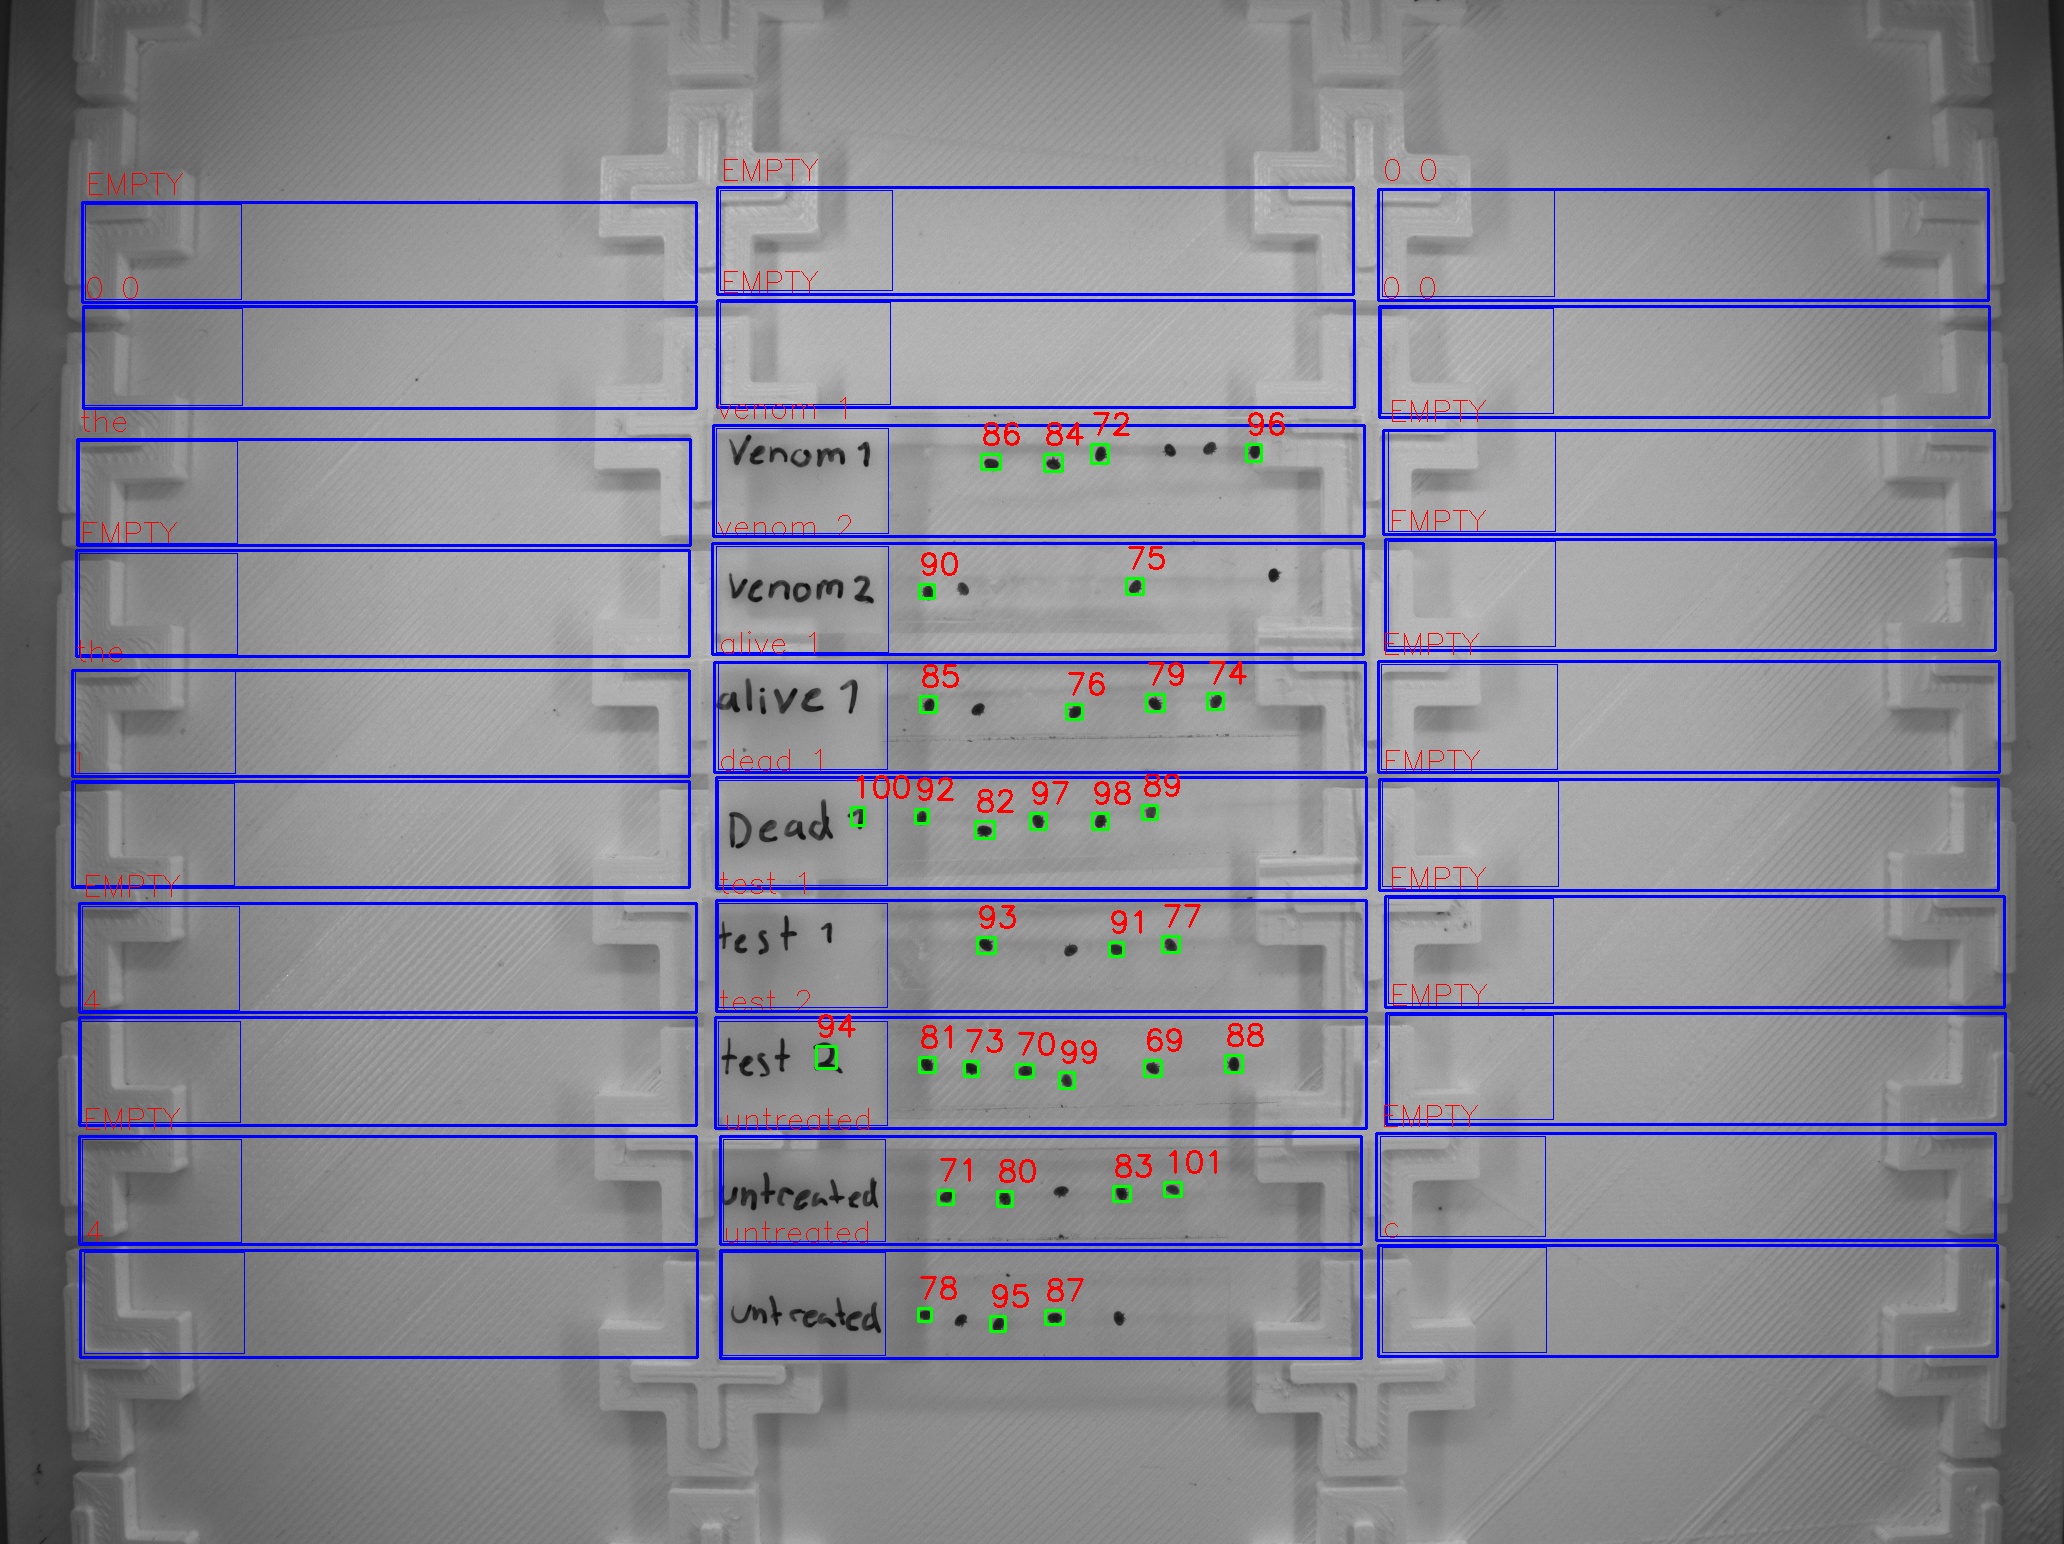 EMPTY
EMPTY
0 0
0 0
EMPTY
0 0
the
venom 1
EMPTY
86 84 72 96
Venom 1
EMPTY
venom 2
EMPTY
90 75
Venom 2
the
alive 1
EMPTY
85 76 79 74
alive 1
l
dead 1
EMPTY
100 92 82 97 98 89
Dead 1
EMPTY
test 1
EMPTY
93 91 77
test 1
4
test 2
EMPTY
94 81 73 70 99 69 88
test 2
EMPTY
untreated
EMPTY
71 80 83 101
untreated
4
untreated
c
78 95 87
untreated